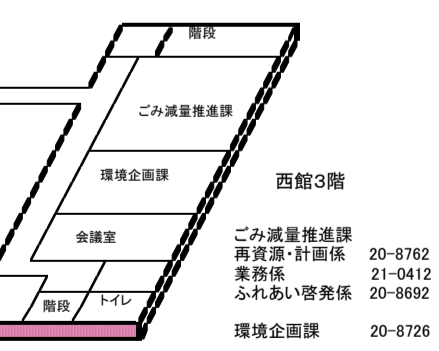 階段
ごみ減量推進課
環境企画課
会議室
階段
トイレ
西館3階
ごみ減量推進課
再資源・計画係 20-8762
業務係 21-0412
ふれあい啓発係 20-8692
環境企画課 20-8726